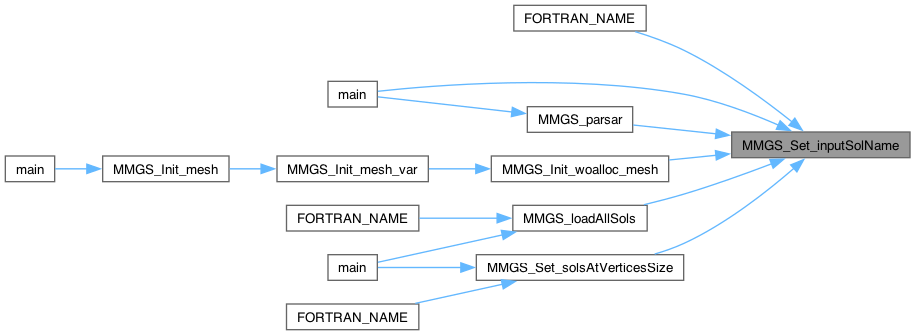 FORTRAN_NAME
main
MMGS_parsar
MMGS_Set_inputSolName
main
MMGS_Init_mesh
MMGS_Init_mesh_var
MMGS_Init_woalloc_mesh
FORTRAN_NAME
MMGS_loadAllSols
main
MMGS_Set_solsAtVerticesSize
FORTRAN_NAME